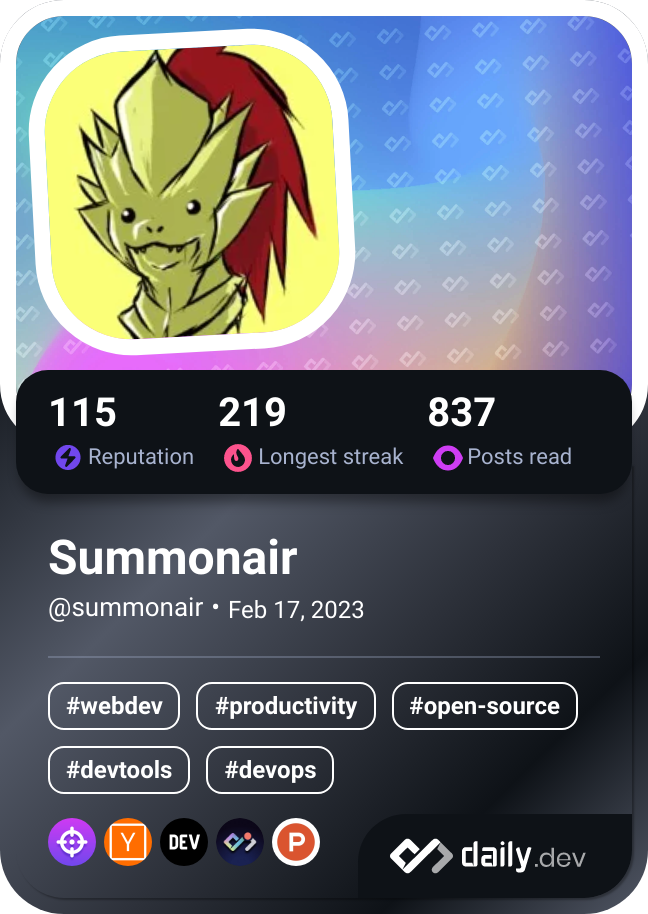 115 219 837
Reputation Longest streak Posts read
Summonair
@summonair • Feb 17, 2023
#webdev #productivity #open-source
#devtools #devops
Y DEV P
daily.dev